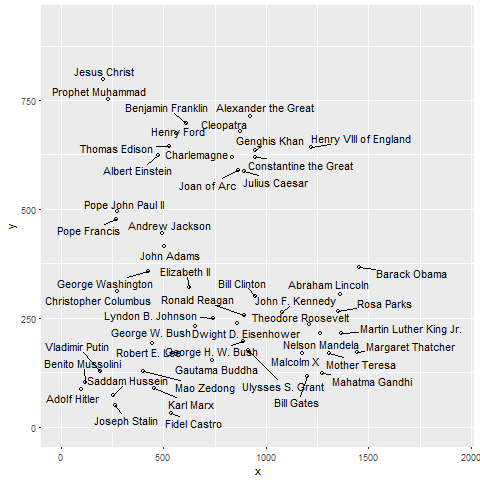 Jesus Christ
Prophet Muhammad
Benjamin Franklin
Alexander the Great
Cleopatra
Henry Ford
Genghis Khan
Henry VIII of England
Thomas Edison
Charlemagne
Albert Einstein
Constantine the Great
Joan of Arc
Julius Caesar
Pope John Paul II
Pope Francis
Andrew Jackson
John Adams
Elizabeth II
Barack Obama
George Washington
Bill Clinton
Abraham Lincoln
Christopher Columbus
Ronald Reagan
John F. Kennedy
Rosa Parks
Lyndon B. Johnson
Theodore Roosevelt
George W. Bush
Dwight D. Eisenhower
Martin Luther King Jr.
Vladimir Putin
Robert E. Lee
George H. W. Bush
Nelson Mandela
Margaret Thatcher
Benito Mussolini
Gautama Buddha
Malcolm X
Mother Teresa
Saddam Hussein
Mao Zedong
Ulysses S. Grant
Mahatma Gandhi
Adolf Hitler
Karl Marx
Bill Gates
Joseph Stalin
Fidel Castro
750
500
250
0
y
0
500
1000
1500
2000
x